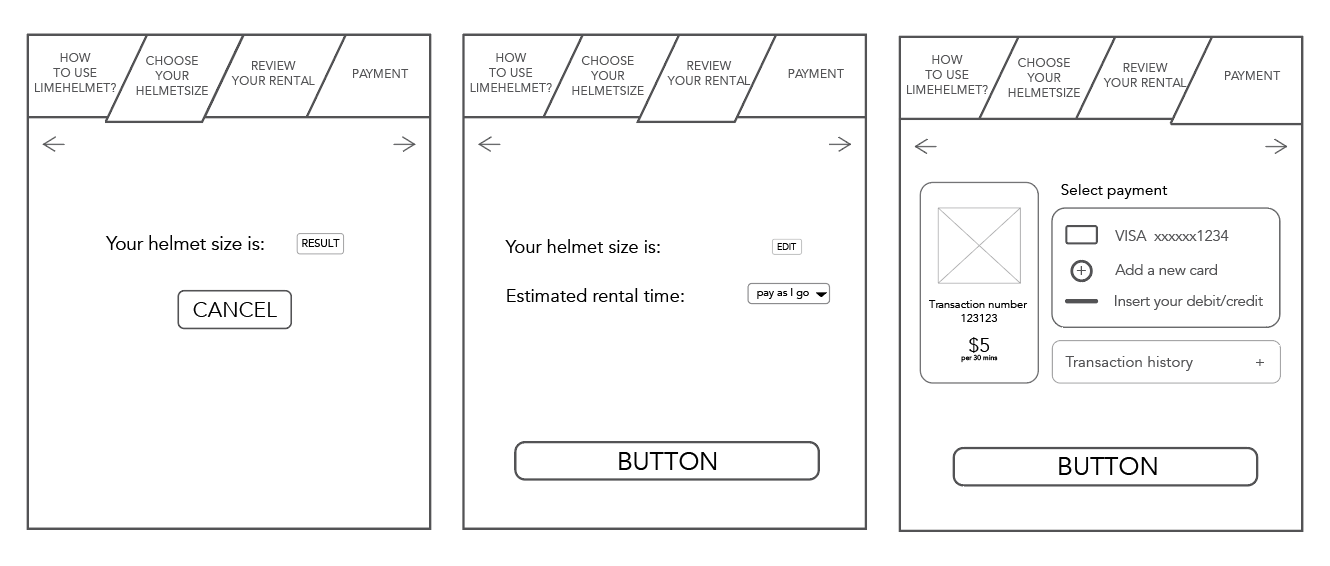 HOW
TO USE
LIMEHELMET?
CHOOSE
YOUR
HELMETSIZE
REVIEW
YOUR RENTAL
PAYMENT
Your helmet size is: RESULT
CANCEL
HOW
TO USE
LIMEHELMET?
CHOOSE
YOUR
HELMETSIZE
REVIEW
YOUR RENTAL
PAYMENT
Your helmet size is: EDIT
Estimated rental time: pay as I go
BUTTON
HOW
TO USE
LIMEHELMET?
CHOOSE
YOUR
HELMETSIZE
REVIEW
YOUR RENTAL
PAYMENT
Transaction number
123123
$5
per 30 mins
Select payment
VISA xxxxxx1234
+ Add a new card
Insert your debit/credit
Transaction history +
BUTTON